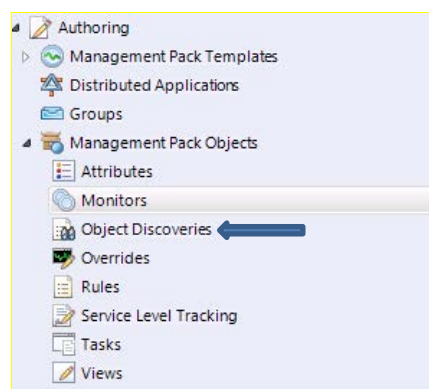 Authoring
Management Pack Templates
Distributed Applications
Groups
Management Pack Objects
Attributes
Monitors
Object Discoveries
Overrides
Rules
Service Level Tracking
Tasks
Views